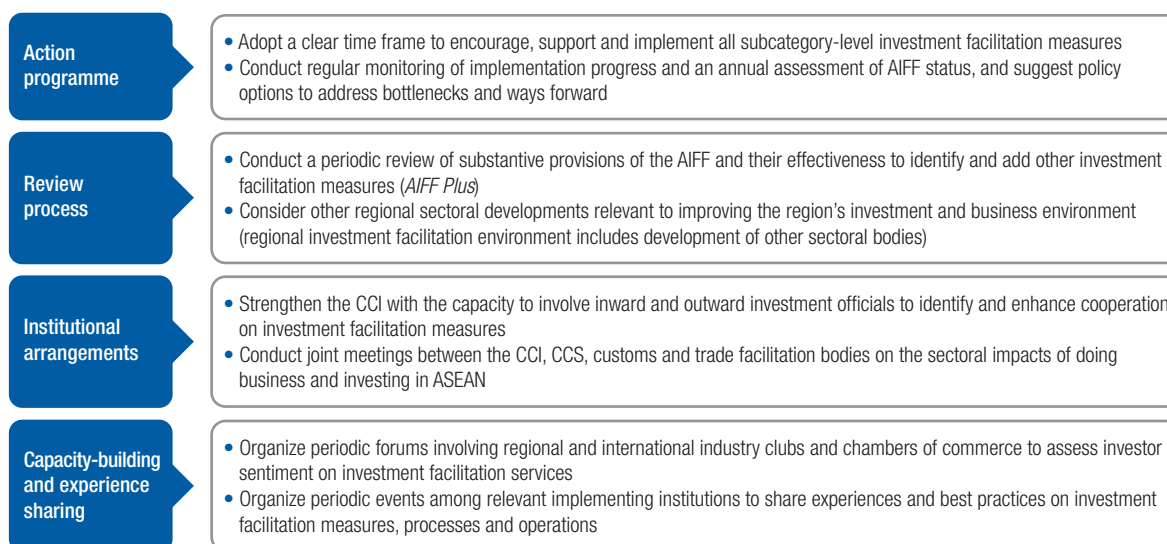 Action
programme
• Adopt a clear time frame to encourage, support and implement all subcategory-level investment facilitation measures
• Conduct regular monitoring of implementation progress and an annual assessment of AIFF status, and suggest policy
options to address bottlenecks and ways forward
Review
process
• Conduct a periodic review of substantive provisions of the AIFF and their effectiveness to identify and add other investment
facilitation measures (AIFF Plus)
• Consider other regional sectoral developments relevant to improving the region’s investment and business environment
(regional investment facilitation environment includes development of other sectoral bodies)
Institutional
arrangements
• Strengthen the CCI with the capacity to involve inward and outward investment officials to identify and enhance cooperation
on investment facilitation measures
• Conduct joint meetings between the CCI, CCS, customs and trade facilitation bodies on the sectoral impacts of doing
business and investing in ASEAN
Capacity-building
and experience
sharing
• Organize periodic forums involving regional and international industry clubs and chambers of commerce to assess investor
sentiment on investment facilitation services
• Organize periodic events among relevant implementing institutions to share experiences and best practices on investment
facilitation measures, processes and operations